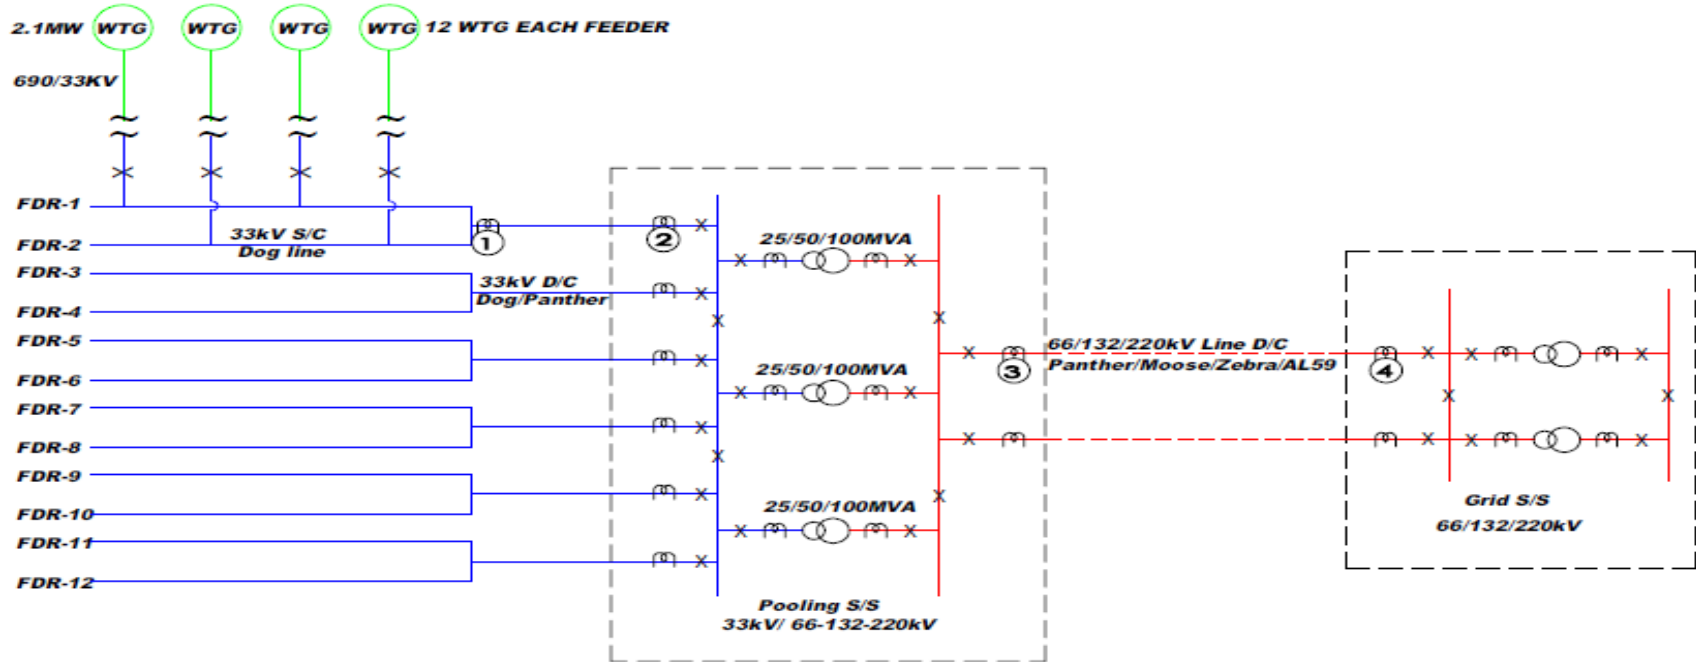 2.1MW WTG WTG WTG WTG 12 WTG EACH FEEDER
690/33KV
FDR-1
FDR-2
33kV S/C
Dog line
1
2
FDR-3
FDR-4
33kV D/C
Dog/Panther
FDR-5
FDR-6
FDR-7
FDR-8
FDR-9
FDR-10
FDR-11
FDR-12
25/50/100MVA
25/50/100MVA
25/50/100MVA
Pooling S/S
33kV/ 66-132-220kV
3
66/132/220kV Line D/C
Panther/Moose/Zebra/AL59
4
Grid S/S
66/132/220kV